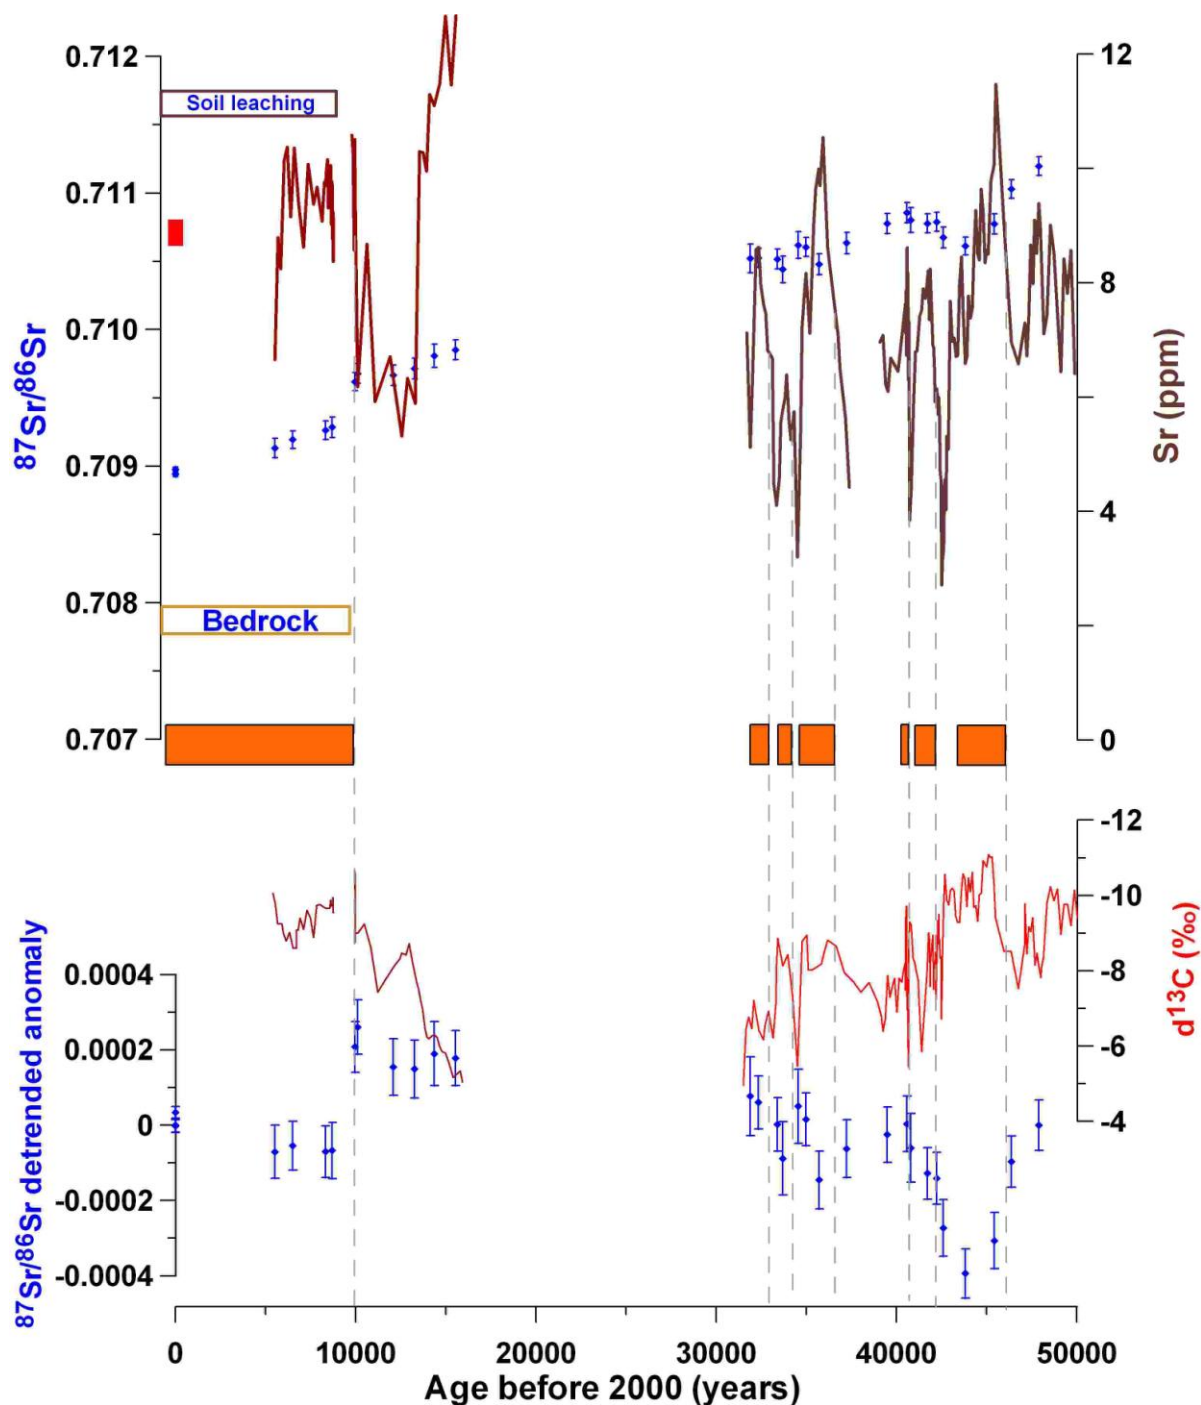 0.712
0.711
0.710
0.709
0.708
0.707
87Sr/86Sr
Soil leaching
Bedrock
12
8
4
0
Sr (ppm)
-12
-10
-8
-6
-4
d13C (‰)
0.0004
0.0002
0
-0.0002
-0.0004
87Sr/86Sr detrended anomaly
0 10000 20000 30000 40000 50000
Age before 2000 (years)